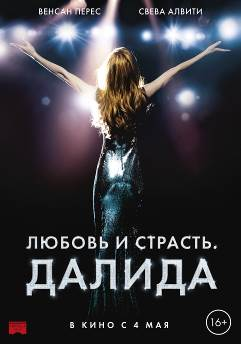 ВЕНСАН ПЕРЕС СВЕВА АЛВИТИ
ЛЮБОВЬ И СТРАСТЬ.
ДАЛИДА
В КИНО С 4 МАЯ
16+